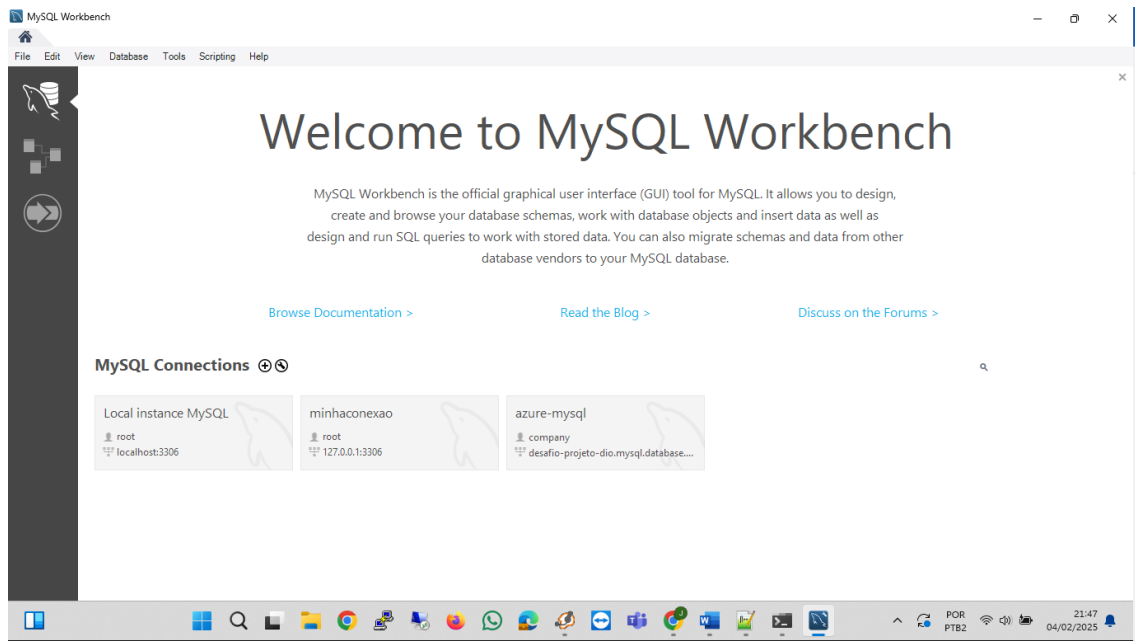 MySQL Workbench
File Edit View Database Tools Scripting Help
Welcome to MySQL Workbench
MySQL Workbench is the official graphical user interface (GUI) tool for MySQL. It allows you to design,
create and browse your database schemas, work with database objects and insert data as well as
design and run SQL queries to work with stored data. You can also migrate schemas and data from other
database vendors to your MySQL database.
Browse Documentation > Read the Blog > Discuss on the Forums >
MySQL Connections
Local instance MySQL
root
localhost:3306
minhaconexao
root
127.0.0.1:3306
azure-mysql
company
desafio-projeto-dio.mysql.database....
POR
PTB2
21:47
04/02/2025